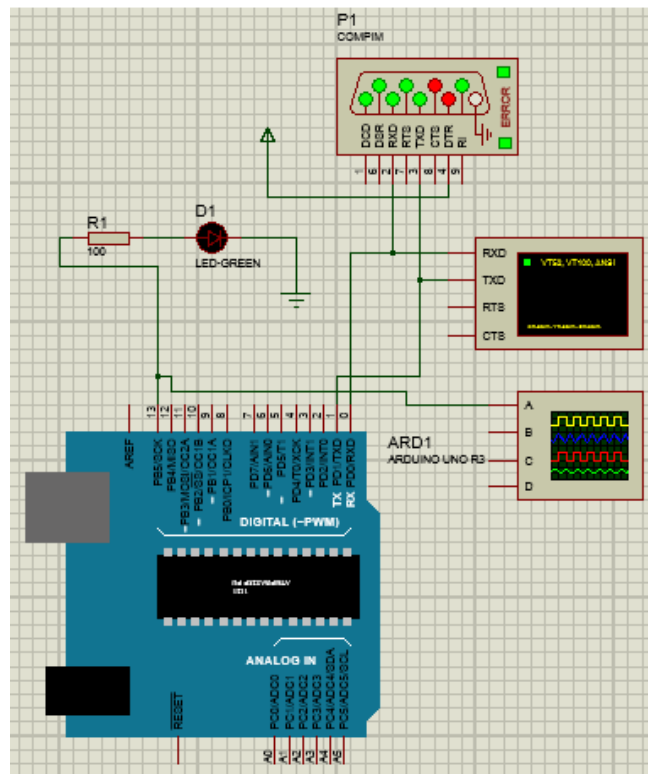 P1
COMPIM
ERROR
DCD
DSR
RXD
RTS
TXD
CTS
DTR
RI
1
6
2
7
3
8
4
9
R1
100
D1
LED-GREEN
RXD
TXD
RTS
CTS
VT52, VT100, ANSI
A
B
C
D
ARD1
ARDUINO UNO R3
13
12
11
10
9
8
7
6
5
4
3
2
1
0
AREF
PB5/SCK
PB4/MISO
~PB3/MOSI/OC2A
~PB2/SS/OC1B
~PB1/OC1A
PB0/ICP1/CLKO
PD7/AIN1
~PD6/AIN0
~PD5/T1
PD4/T0/XCK
~PD3/INT1
PD2/INT0
TX PD1/TXD
RX PD0/RXD
DIGITAL (~PWM)
1121
ANALOG IN
RESET
PC0/ADC0
PC1/ADC1
PC2/ADC2
PC3/ADC3
PC4/ADC4/SDA
PC5/ADC5/SCL
A0
A1
A2
A3
A4
A5